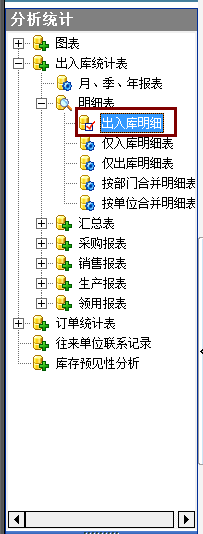 分析统计
图表
出入库统计表
月、季、年报表
明细表
出入库明细
仅入库明细表
仅出库明细表
按部门合并明细表
按单位合并明细表
汇总表
采购报表
销售报表
生产报表
领用报表
订单统计表
往来单位联系记录
库存预见性分析